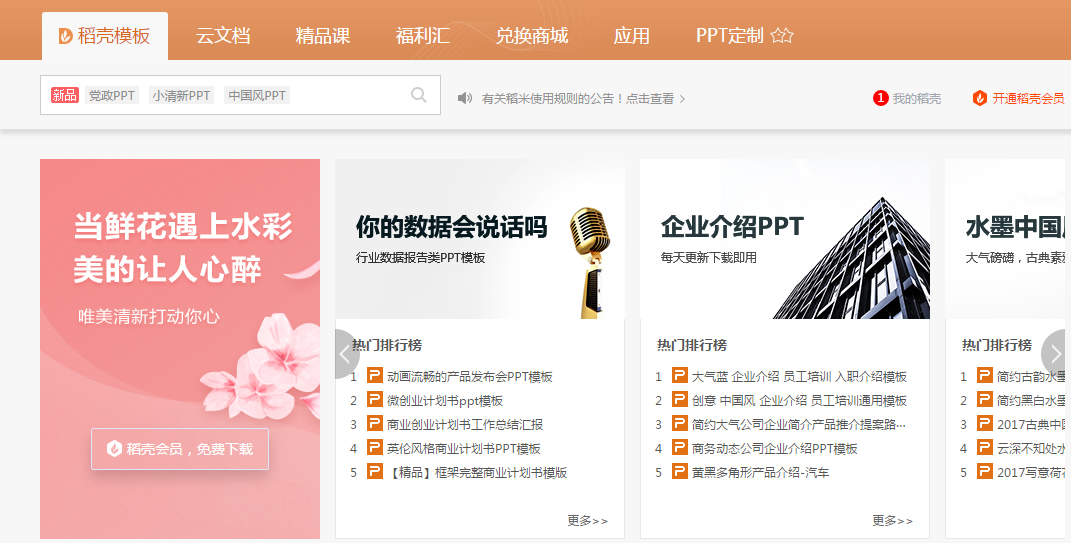 稻壳模板 云文档 精品课 福利汇 兑换商城 应用 PPT定制
新品 党政PPT 小清新PPT 中国风PPT
有关稻米使用规则的公告！点击查看 >
1 我的稻壳 开通稻壳会员
当鲜花遇上水彩
美的让人心醉
唯美清新打动你心
稻壳会员，免费下载
你的数据会说话吗
行业数据报告类PPT模板
热门排行榜
1 动画流畅的产品发布会PPT模板
2 微创业计划书ppt模板
3 商业创业计划书工作总结汇报
4 英伦风格商业计划书PPT模板
5 【精品】框架完整商业计划书模版
更多>>
企业介绍PPT
每天更新下载即用
热门排行榜
1 大气蓝 企业介绍 员工培训 入职介绍模板
2 创意 中国风 企业介绍 员工培训通用模板
3 简约大气公司企业简介产品推介提案路...
4 商务动态公司企业介绍PPT模板
5 黄黑多角形产品介绍-汽车
更多>>
水墨中国
大气磅礴，古典素
热门排行榜
1 简约古韵水墨
2 简约黑白水墨
3 2017古典中国
4 云深不知处水
5 2017写意荷